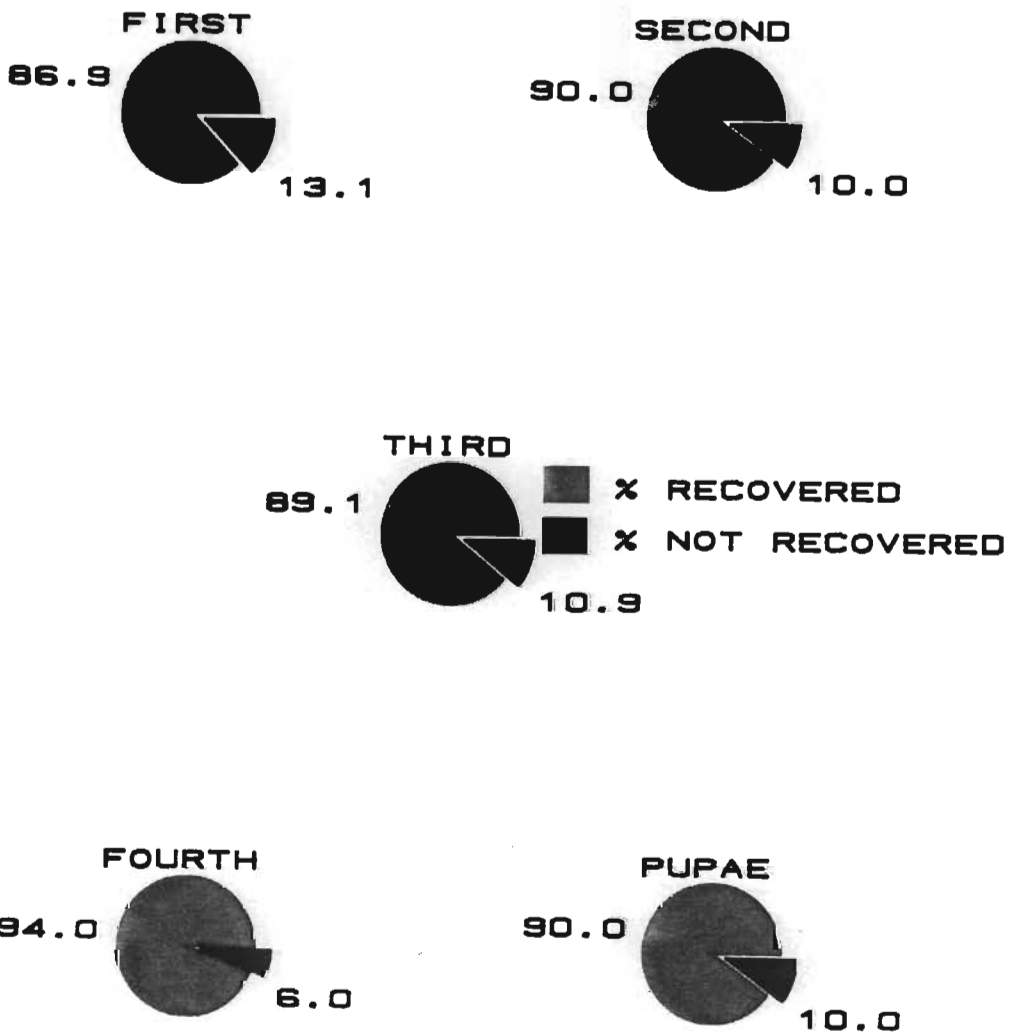 FIRST
86.9
13.1
SECOND
90.0
10.0
THIRD
89.1
10.9
% RECOVERED
% NOT RECOVERED
FOURTH
94.0
6.0
PUPAE
90.0
10.0